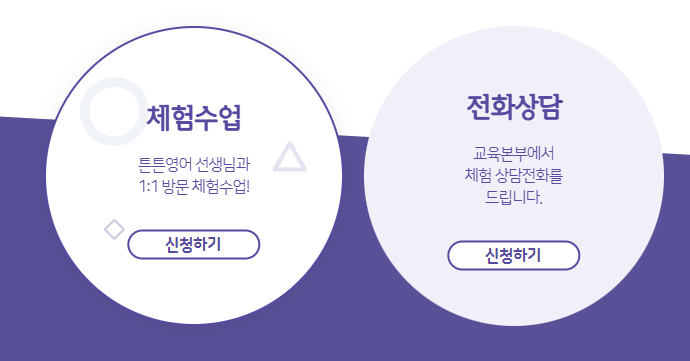 체험수업
튼튼영어 선생님과
1:1 방문 체험수업!
신청하기
전화상담
교육본부에서
체험 상담전화를
드립니다.
신청하기